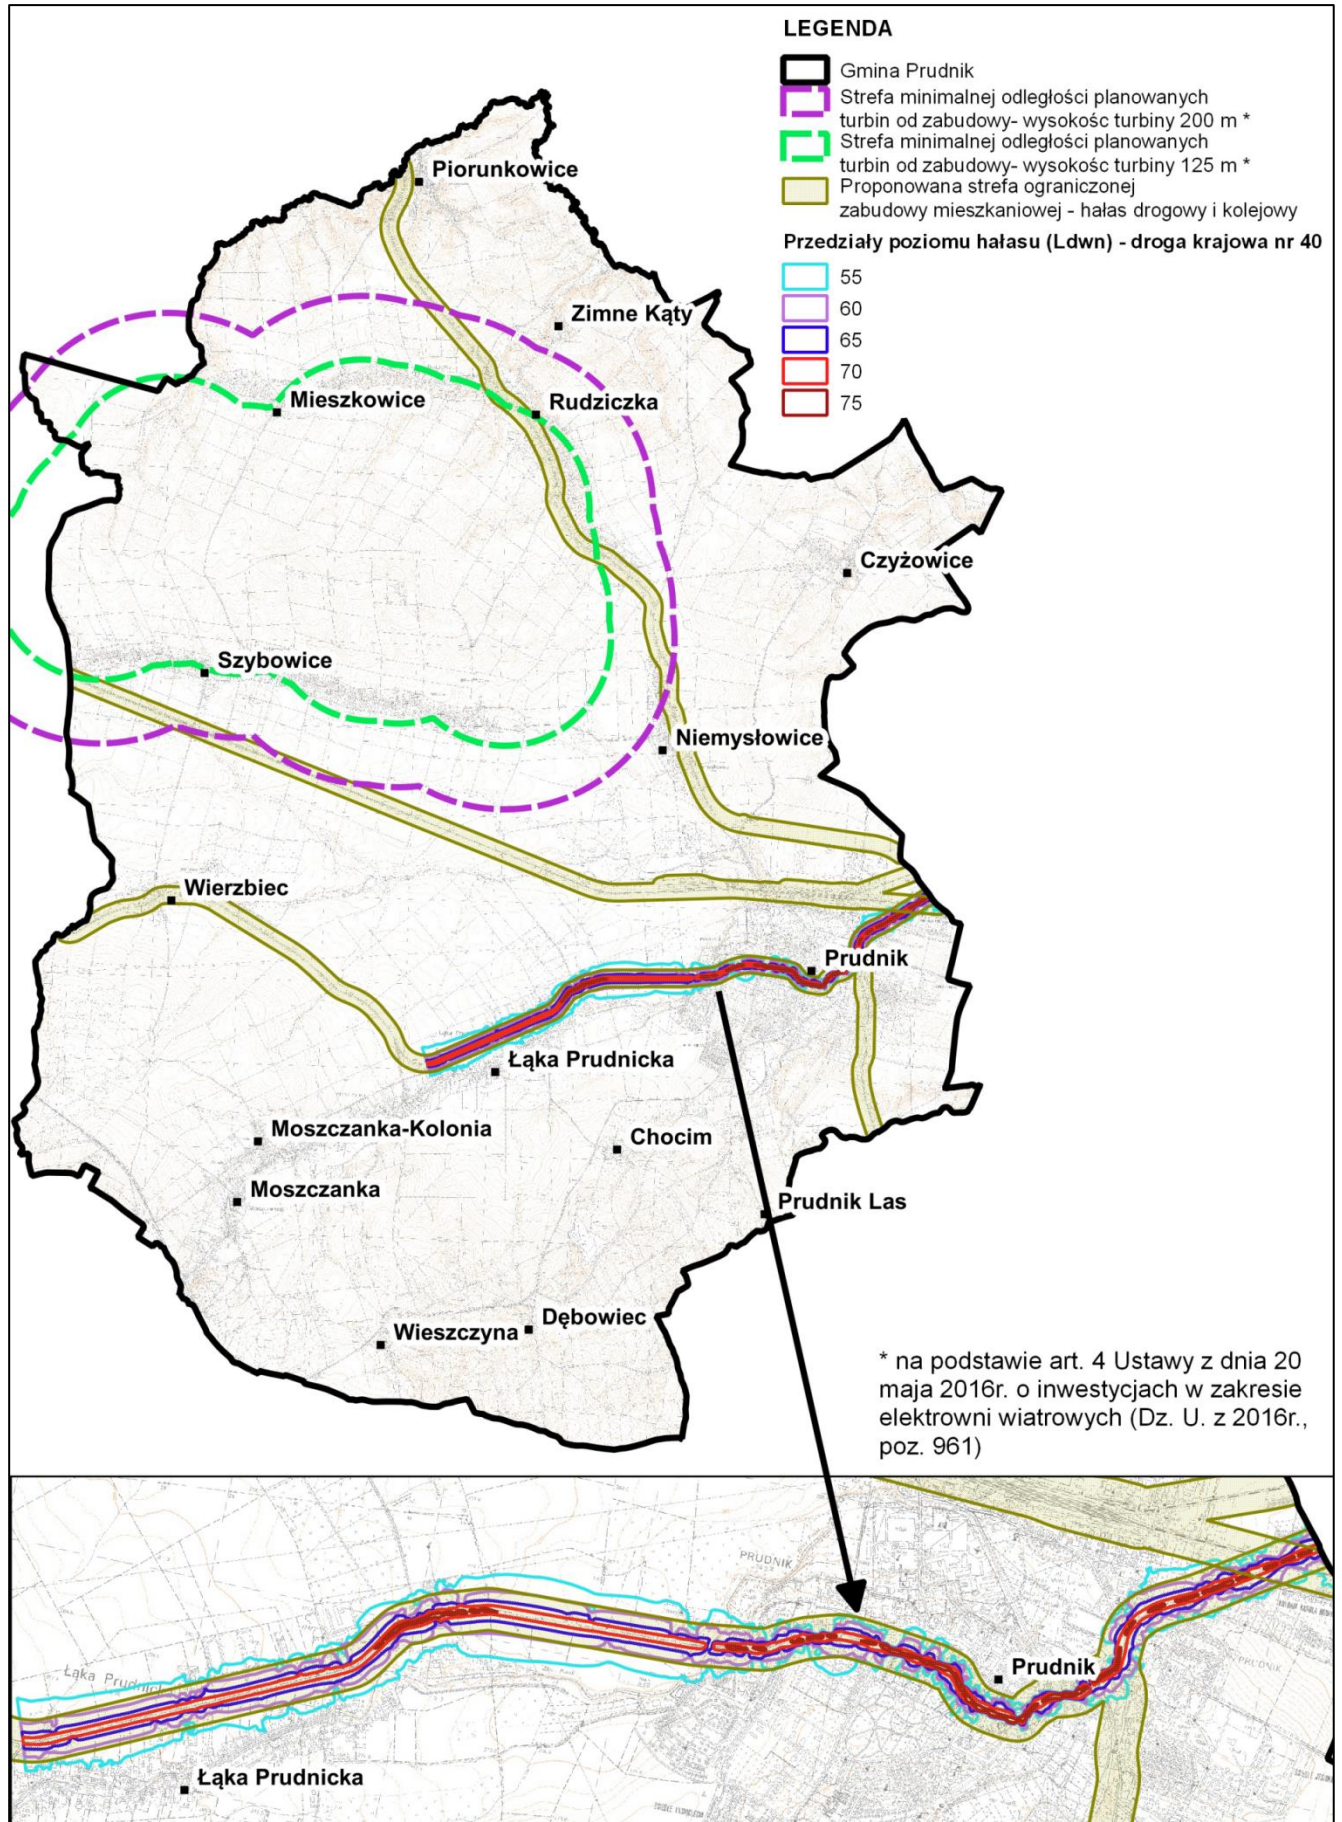 LEGENDA
Gmina Prudnik
Strefa minimalnej odległości planowanych
turbin od zabudowy- wysokośc turbiny 200 m *
Strefa minimalnej odległości planowanych
turbin od zabudowy- wysokośc turbiny 125 m *
Proponowana strefa ograniczonej
zabudowy mieszkaniowej - hałas drogowy i kolejowy
Przedziały poziomu hałasu (Ldwn) - droga krajowa nr 40
55
60
65
70
75
Piorunkowice
Zimne Kąty
Mieszkowice
Rudziczka
Czyżowice
Szybowice
Niemysłowice
Wierzbiec
Prudnik
Łąka Prudnicka
Moszczanka-Kolonia
Chocim
Moszczanka
Prudnik Las
Dębowiec
Wieszczyna
* na podstawie art. 4 Ustawy z dnia 20
maja 2016r. o inwestycjach w zakresie
elektrowni wiatrowych (Dz. U. z 2016r.,
poz. 961)
PRUDNIK
Łąka Prudnicka
Prudnik
PRUDNIK
Łąka Prudnicka